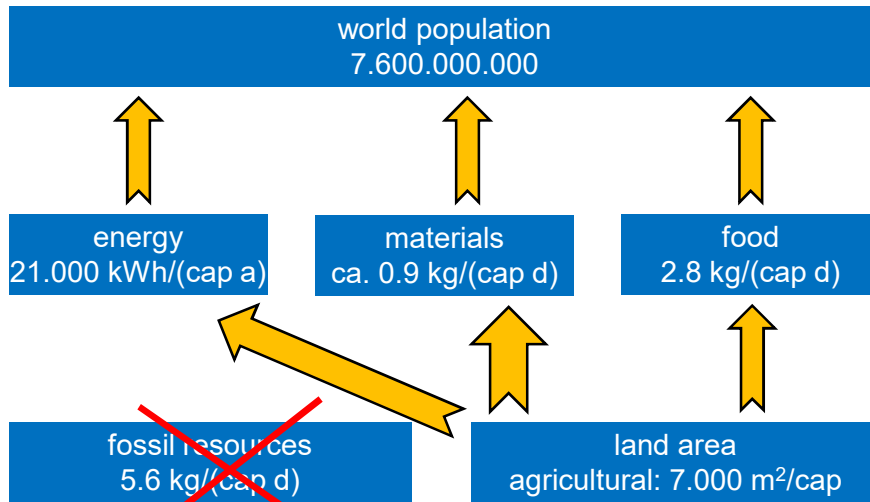 world population
7.600.000.000
energy
21.000 kWh/(cap a)
materials
ca. 0.9 kg/(cap d)
food
2.8 kg/(cap d)
fossil resources
5.6 kg/(cap d)
land area
agricultural: 7.000 m²/cap